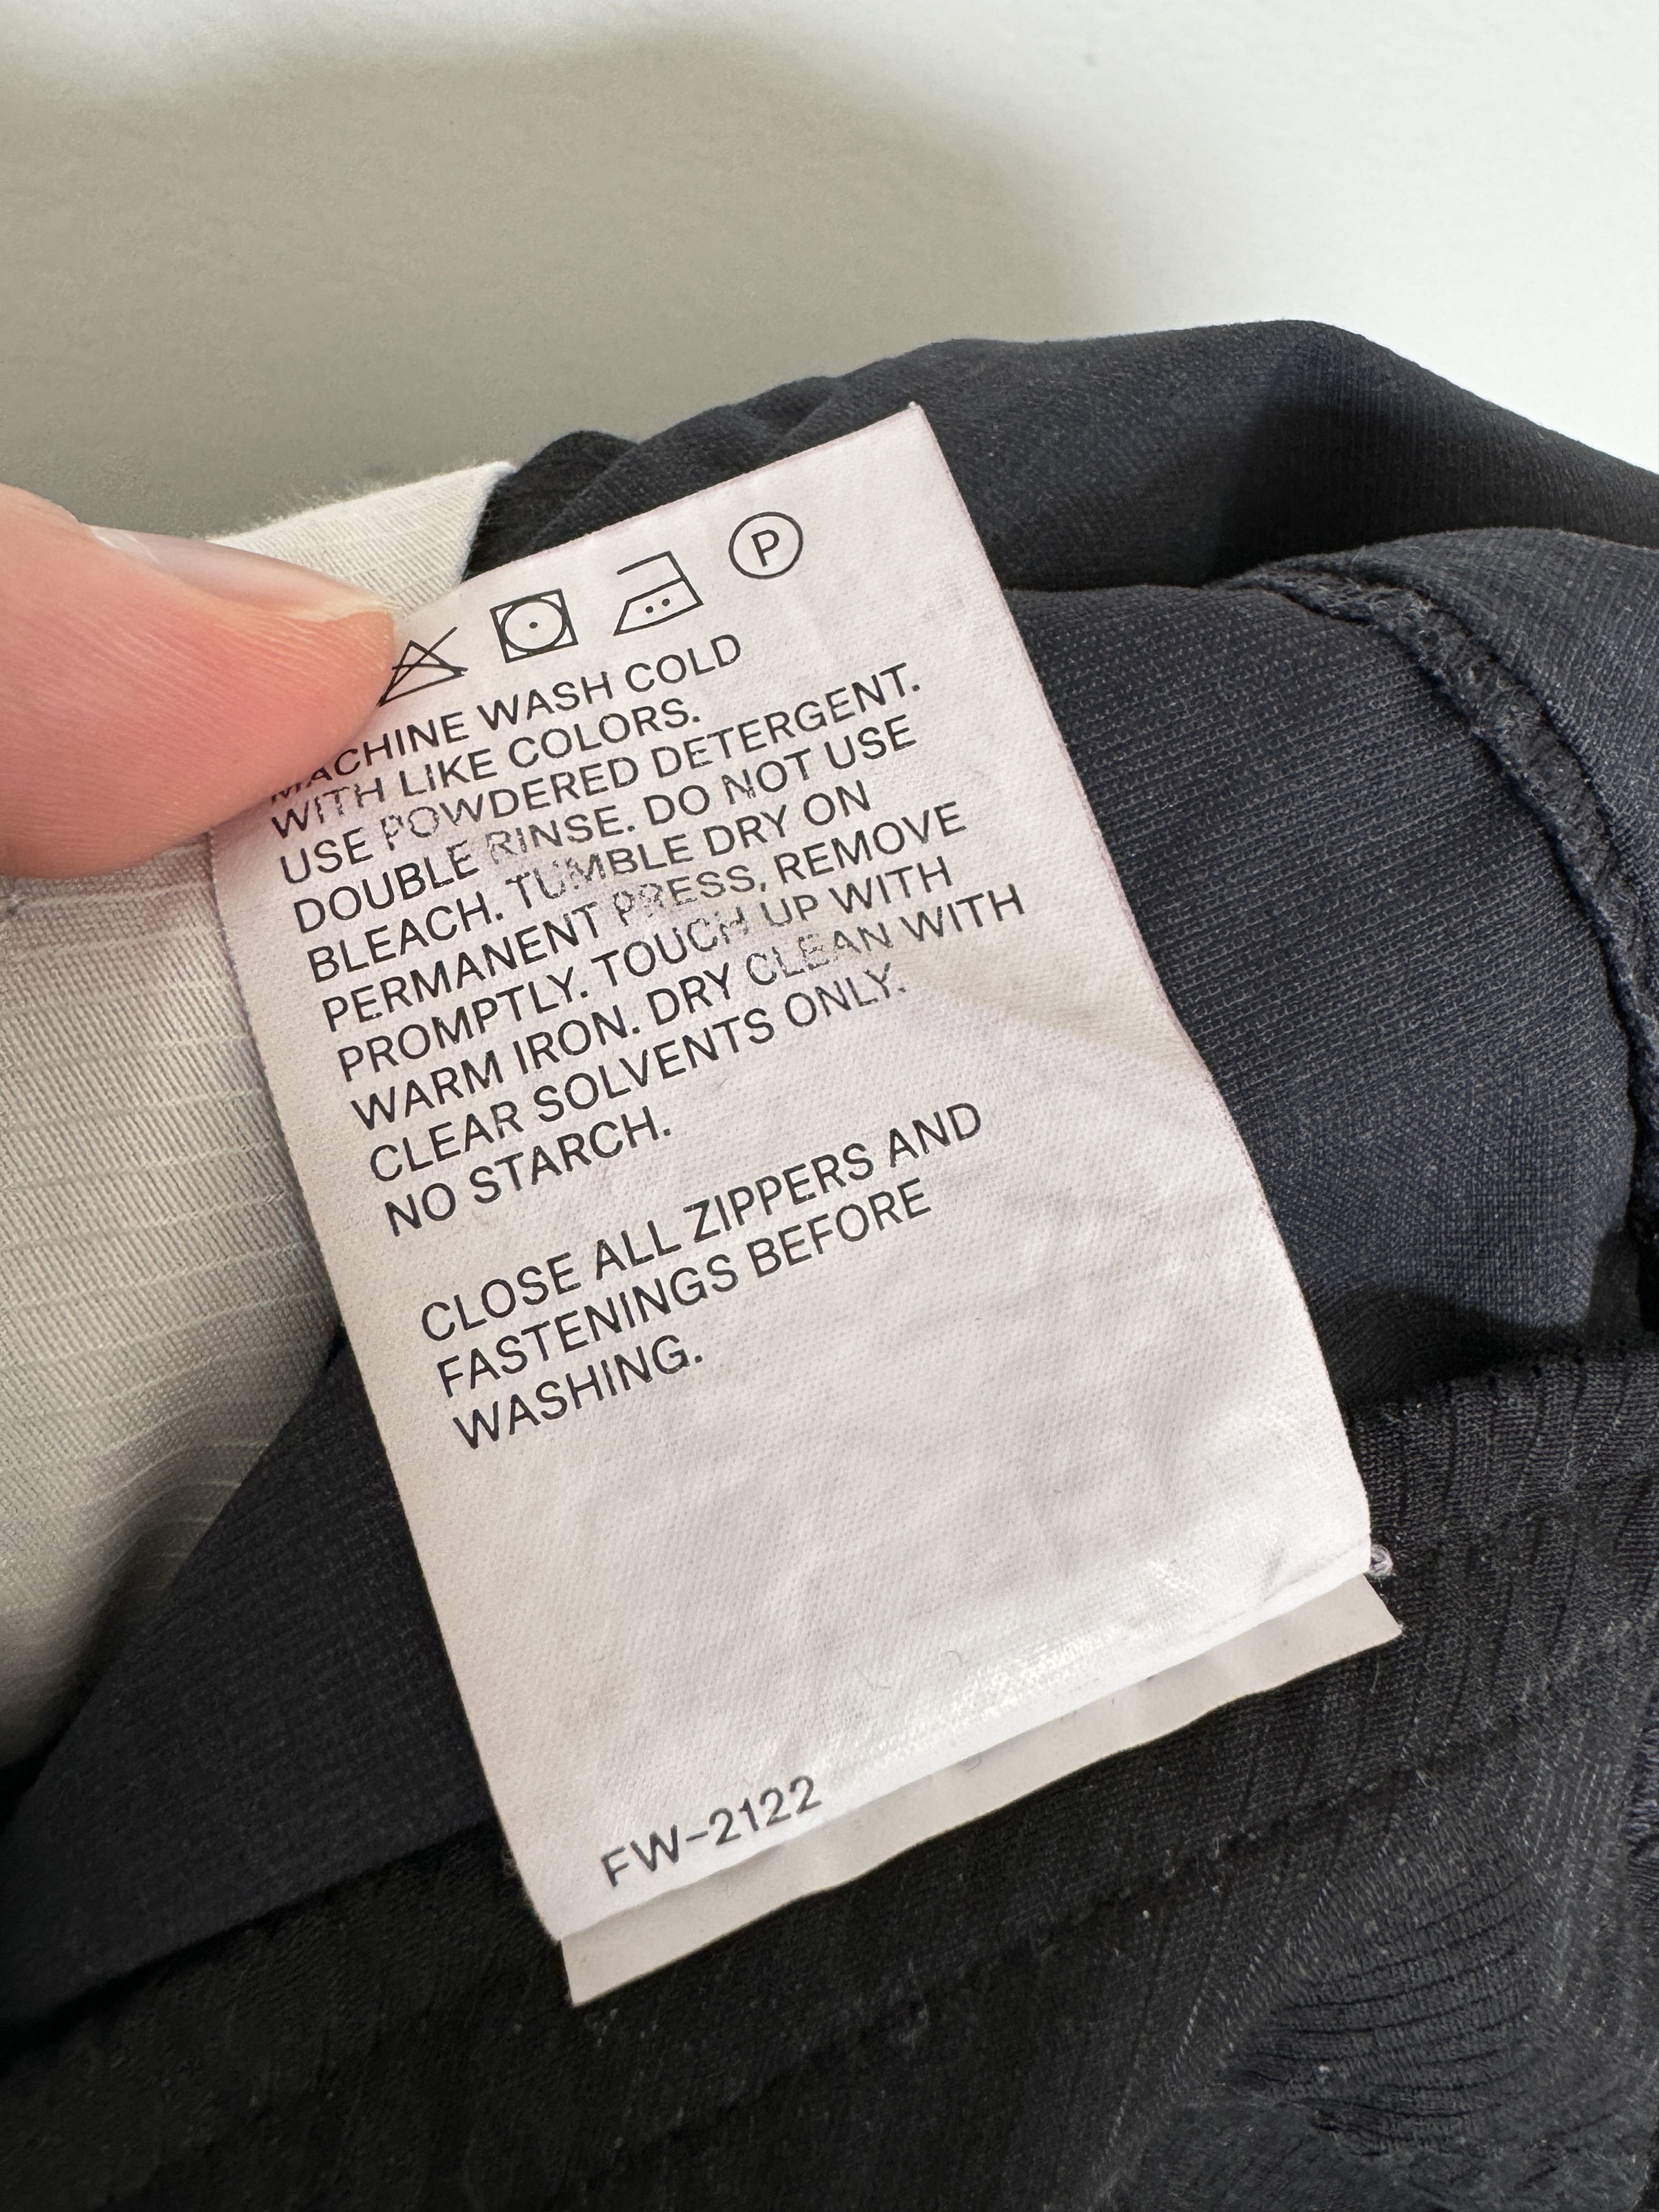 P
MACHINE WASH COLD
WITH LIKE COLORS.
USE POWDERED DETERGENT.
DOUBLE RINSE. DO NOT USE
BLEACH. TUMBLE DRY ON
PERMANENT PRESS, REMOVE
PROMPTLY. TOUCH UP WITH
WARM IRON. DRY CLEAN WITH
CLEAR SOLVENTS ONLY.
NO STARCH.
CLOSE ALL ZIPPERS AND
FASTENINGS BEFORE
WASHING.
FW-2122